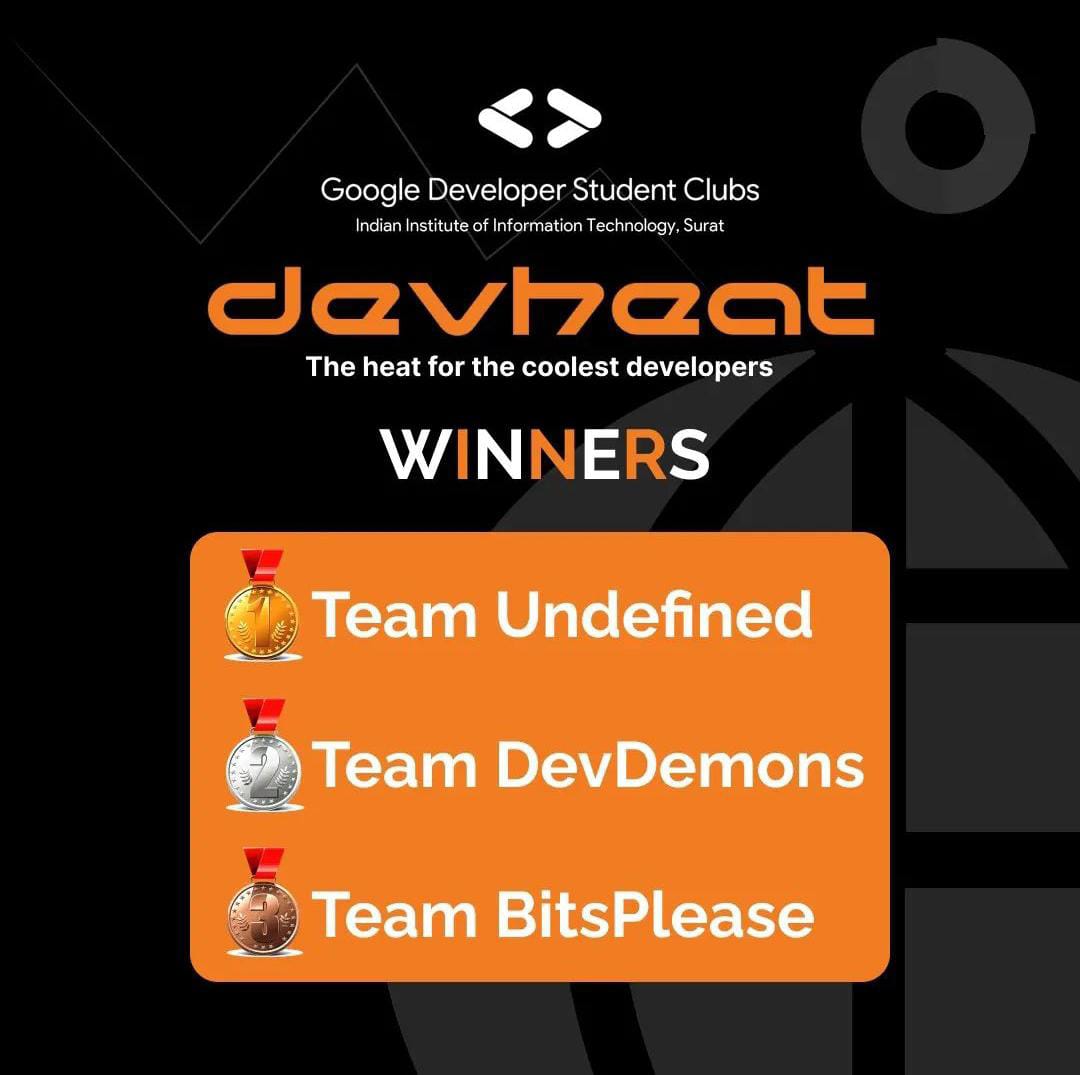 Google Developer Student Clubs
Indian Institute of Information Technology, Surat
devheat
The heat for the coolest developers
WINNERS
1 Team Undefined
2 Team DevDemons
3 Team BitsPlease